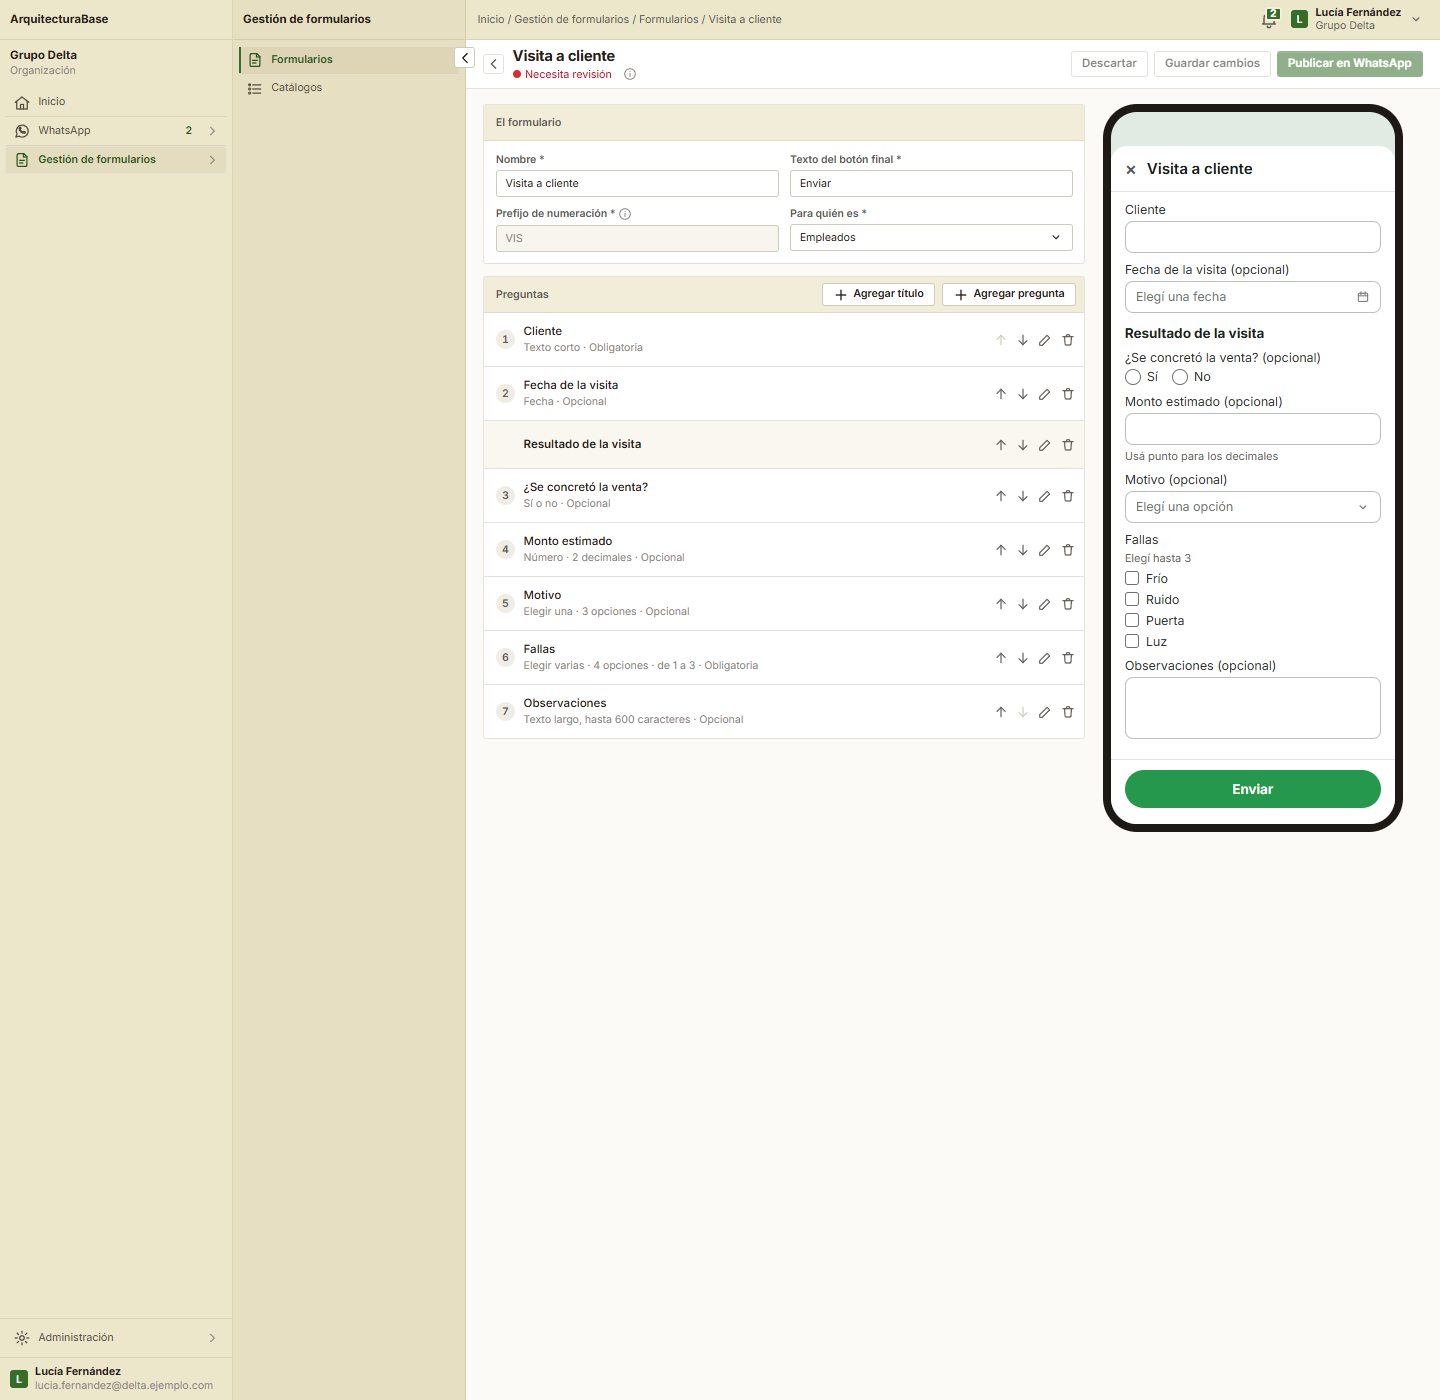 ArquitecturaBase
Grupo Delta
Organización
Inicio
WhatsApp 2
Gestión de formularios
Administración
L Lucía Fernández
lucia.fernandez@delta.ejemplo.com
Gestión de formularios
Formularios
Catálogos
Inicio / Gestión de formularios / Formularios / Visita a cliente
2
L Lucía Fernández
Grupo Delta
Visita a cliente
Necesita revisión
Descartar
Guardar cambios
Publicar en WhatsApp
El formulario
Nombre *
Visita a cliente
Texto del botón final *
Enviar
Prefijo de numeración *
VIS
Para quién es *
Empleados
Preguntas
Agregar título
Agregar pregunta
1 Cliente
Texto corto · Obligatoria
2 Fecha de la visita
Fecha · Opcional
Resultado de la visita
3 ¿Se concretó la venta?
Sí o no · Opcional
4 Monto estimado
Número · 2 decimales · Opcional
5 Motivo
Elegir una · 3 opciones · Opcional
6 Fallas
Elegir varias · 4 opciones · de 1 a 3 · Obligatoria
7 Observaciones
Texto largo, hasta 600 caracteres · Opcional
Visita a cliente
Cliente
Fecha de la visita (opcional)
Elegí una fecha
Resultado de la visita
¿Se concretó la venta? (opcional)
Sí No
Monto estimado (opcional)
Usá punto para los decimales
Motivo (opcional)
Elegí una opción
Fallas
Elegí hasta 3
Frío
Ruido
Puerta
Luz
Observaciones (opcional)
Enviar